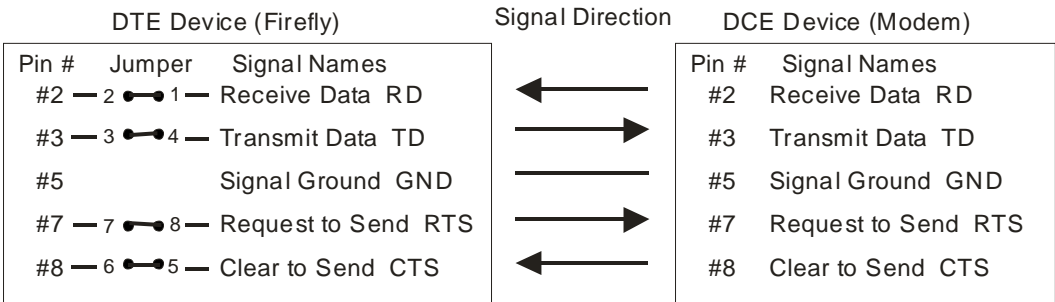 DTE Device (Firefly) Signal Direction DCE Device (Modem)
Pin # Jumper Signal Names Pin # Signal Names
#2 2 1 Receive Data RD #2 Receive Data RD
#3 3 4 Transmit Data TD #3 Transmit Data TD
#5 Signal Ground GND #5 Signal Ground GND
#7 7 8 Request to Send RTS #7 Request to Send RTS
#8 6 5 Clear to Send CTS #8 Clear to Send CTS